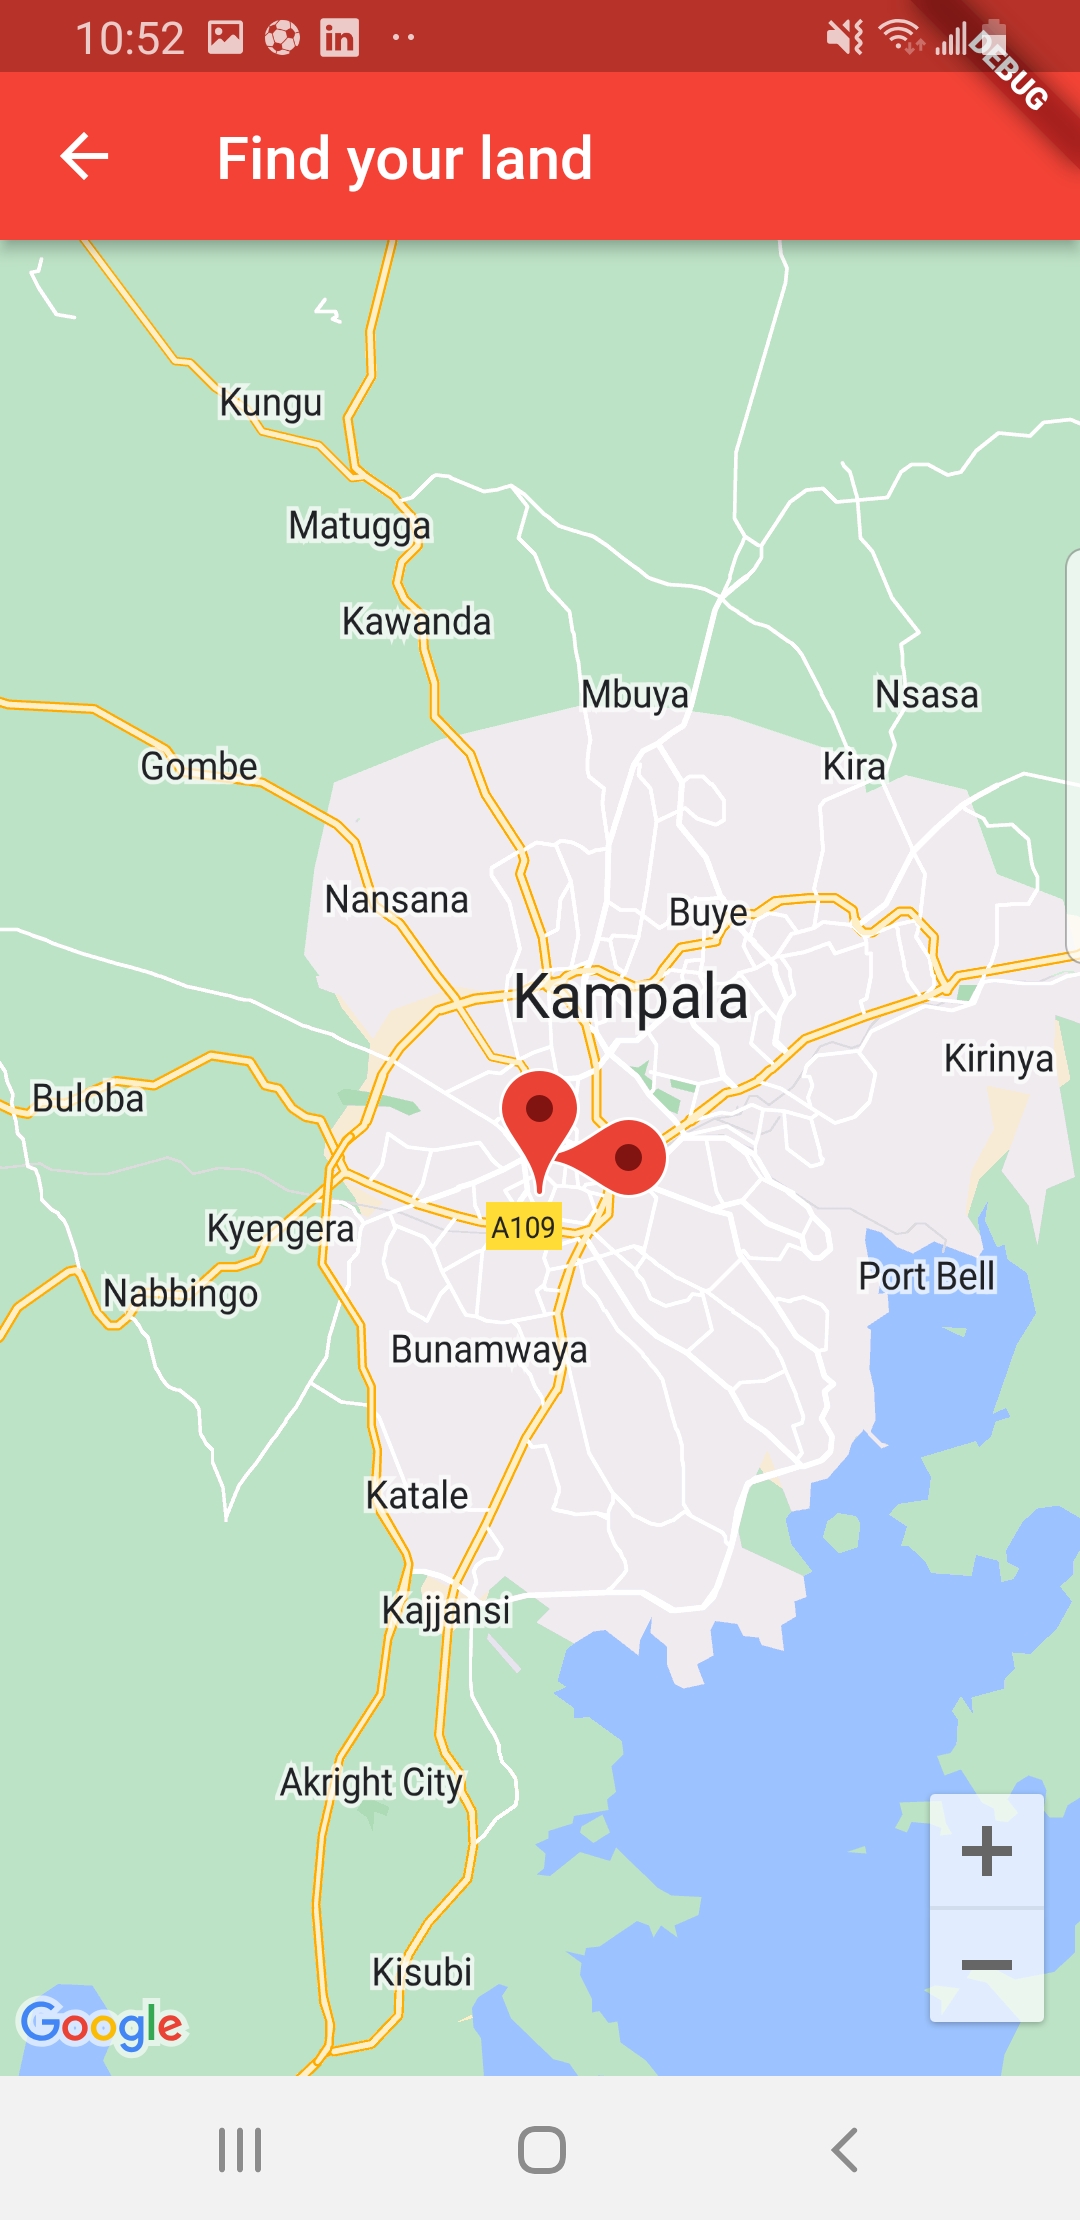 10:52
DEBUG
Find your land
Kungu
Matugga
Kawanda
Mbuya
Nsasa
Gombe
Kira
Nansana
Buye
Kampala
Kirinya
Buloba
Kyengera
A109
Port Bell
Nabbingo
Bunamwaya
Katale
Kajjansi
Akright City
Kisubi
Google